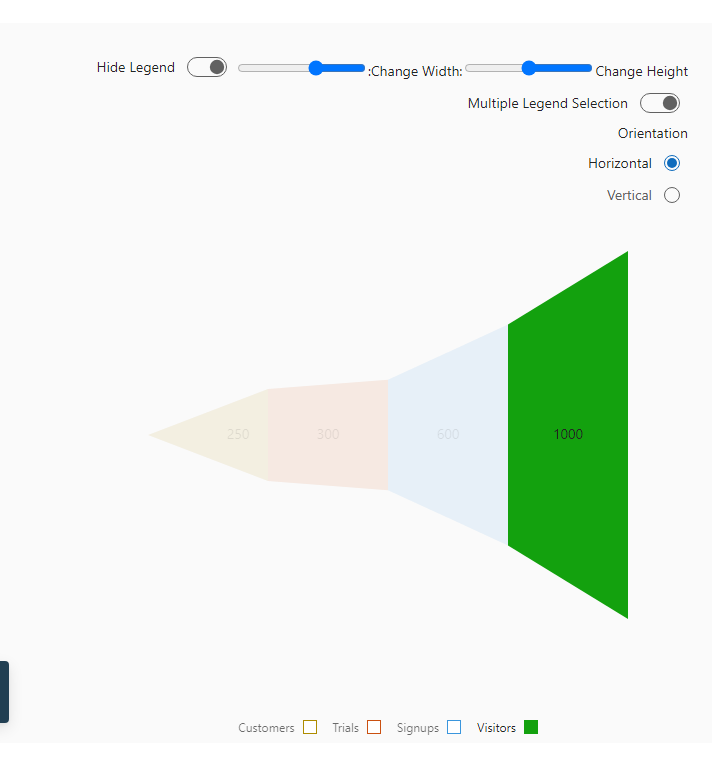 Hide Legend :Change Width: Change Height
Multiple Legend Selection
Orientation
Horizontal
Vertical
250 300 600 1000
Customers Trials Signups Visitors